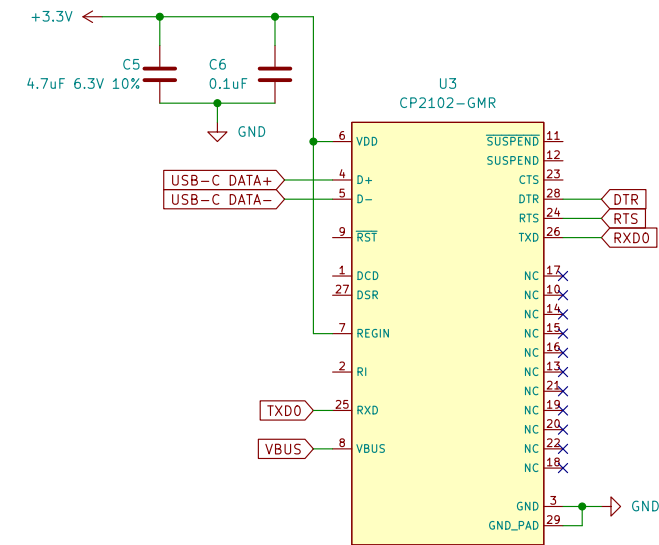 +3.3V
C5
4.7uF 6.3V 10%
C6
0.1uF
GND
U3
CP2102-GMR
6 VDD
SUSPEND 11
SUSPEND 12
USB-C DATA+ 4 D+
CTS 23
USB-C DATA- 5 D-
DTR 28 DTR
RTS 24 RTS
9 RST
TXD 26 RXD0
1 DCD
NC 17
27 DSR
NC 10
NC 14
7 REGIN
NC 15
NC 16
2 RI
NC 13
NC 21
TXD0 25 RXD
NC 19
NC 20
VBUS 8 VBUS
NC 22
NC 18
GND 3 GND
GND_PAD 29